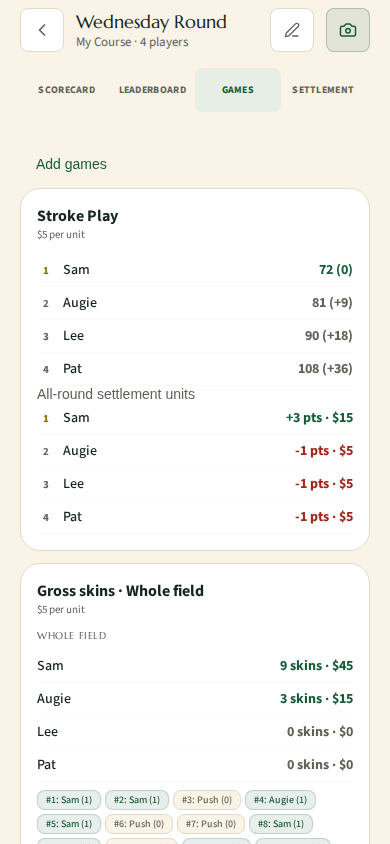 Wednesday Round
My Course · 4 players
SCORECARD LEADERBOARD GAMES SETTLEMENT
Add games
Stroke Play
$5 per unit
1 Sam 72 (0)
2 Augie 81 (+9)
3 Lee 90 (+18)
4 Pat 108 (+36)
All-round settlement units
1 Sam +3 pts · $15
2 Augie -1 pts · $5
3 Lee -1 pts · $5
4 Pat -1 pts · $5
Gross skins · Whole field
$5 per unit
WHOLE FIELD
Sam 9 skins · $45
Augie 3 skins · $15
Lee 0 skins · $0
Pat 0 skins · $0
#1: Sam (1) #2: Sam (1) #3: Push (0) #4: Augie (1)
#5: Sam (1) #6: Push (0) #7: Push (0) #8: Sam (1)